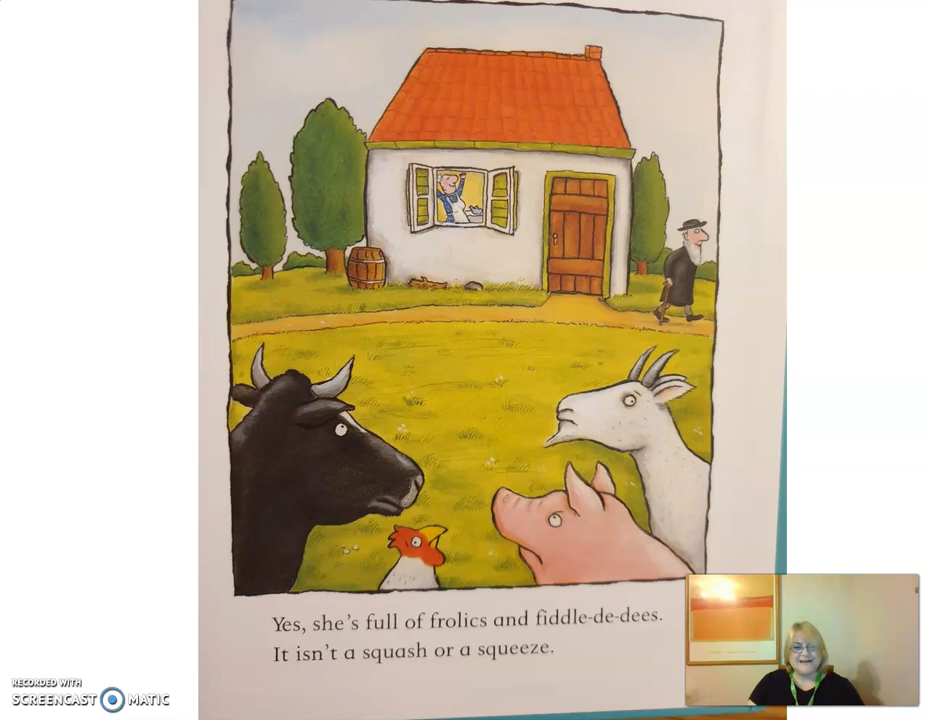 Yes, she's full of frolics and fiddle-de-dees.
It isn't a squash or a squeeze.
RECORDED WITH
SCREENCAST MATIC